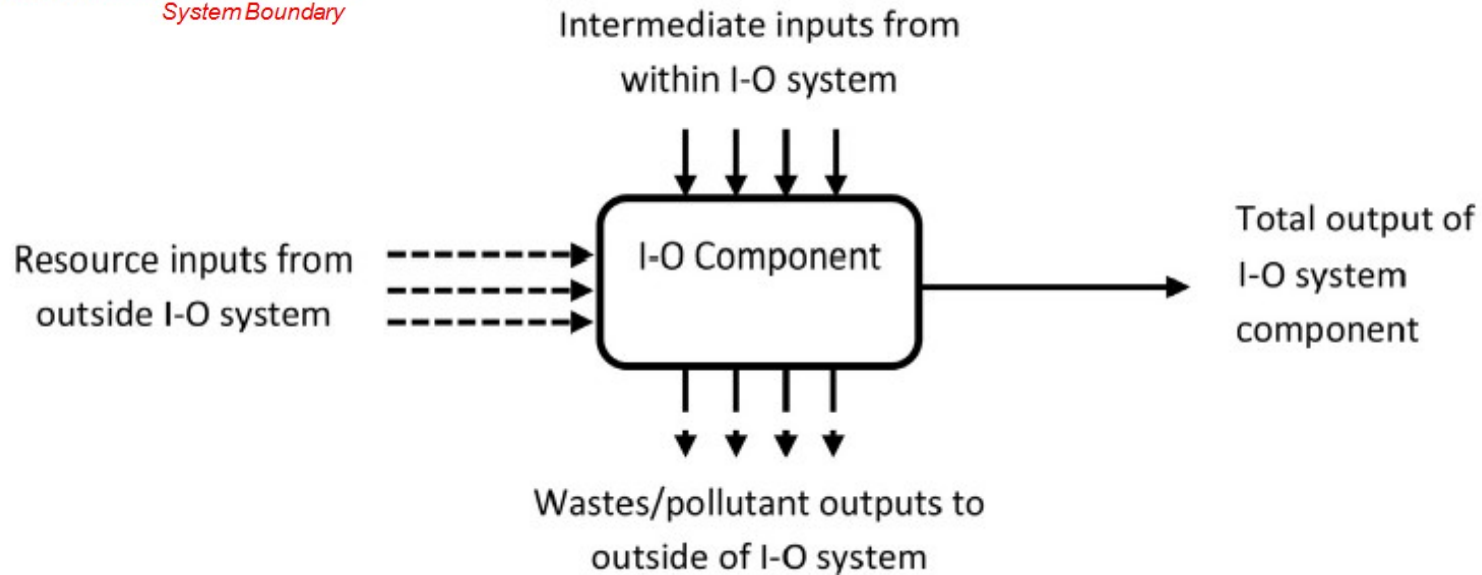 System Boundary
Intermediate inputs from
within I-O system
Resource inputs from
outside I-O system
I-O Component
Total output of
I-O system
component
Wastes/pollutant outputs to
outside of I-O system